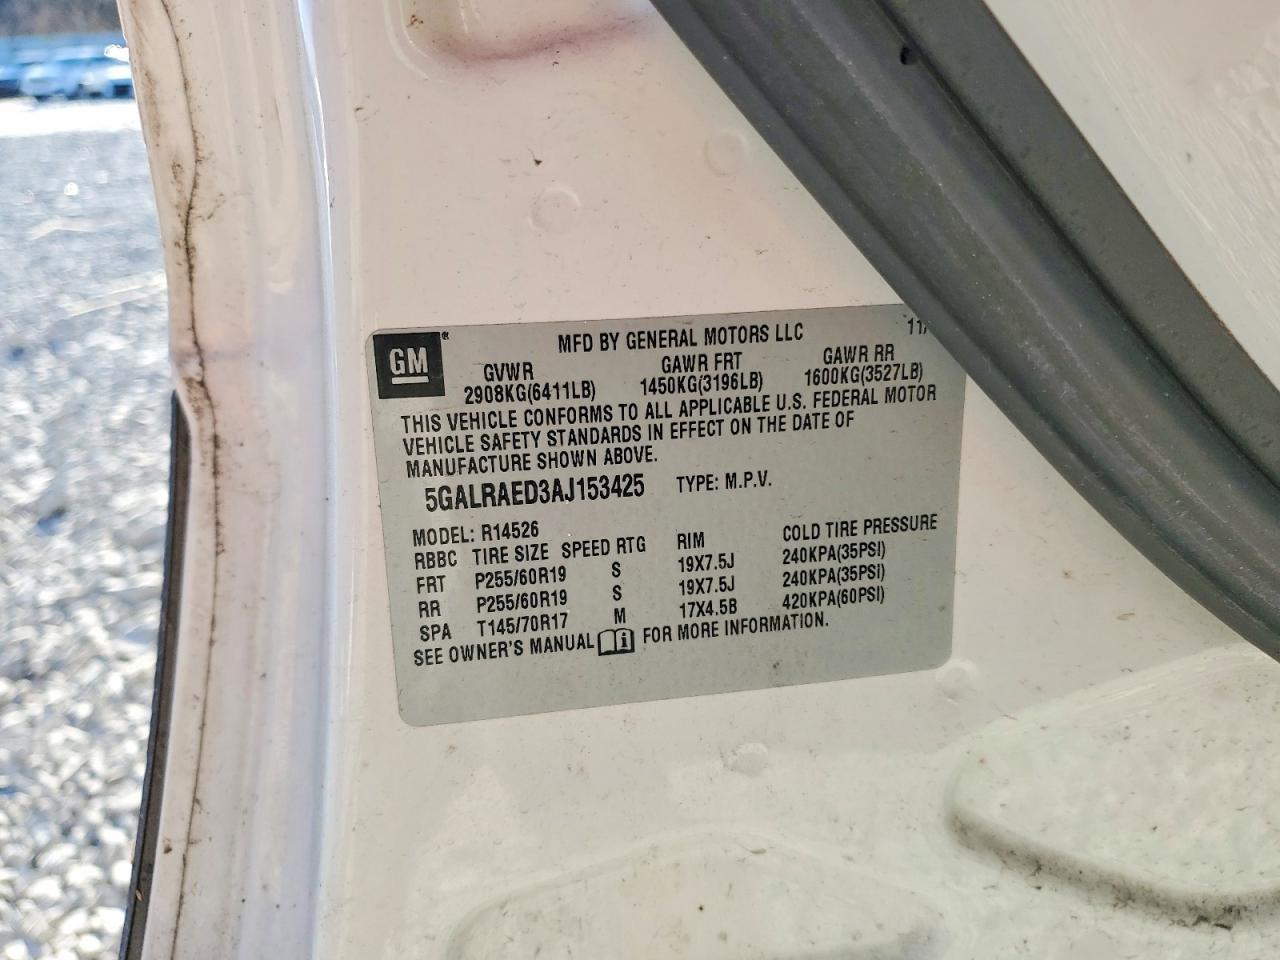 GM
MFD BY GENERAL MOTORS LLC 11/
GVWR GAWR FRT GAWR RR
2908KG(6411LB) 1450KG(3196LB) 1600KG(3527LB)
THIS VEHICLE CONFORMS TO ALL APPLICABLE U.S. FEDERAL MOTOR
VEHICLE SAFETY STANDARDS IN EFFECT ON THE DATE OF
MANUFACTURE SHOWN ABOVE.
5GALRAED3AJ153425 TYPE: M.P.V.
MODEL: R14526
RBBC TIRE SIZE SPEED RTG RIM COLD TIRE PRESSURE
FRT P255/60R19 S 19X7.5J 240KPA(35PSI)
RR P255/60R19 S 19X7.5J 240KPA(35PSI)
SPA T145/70R17 M 17X4.5B 420KPA(60PSI)
SEE OWNER'S MANUAL FOR MORE INFORMATION.